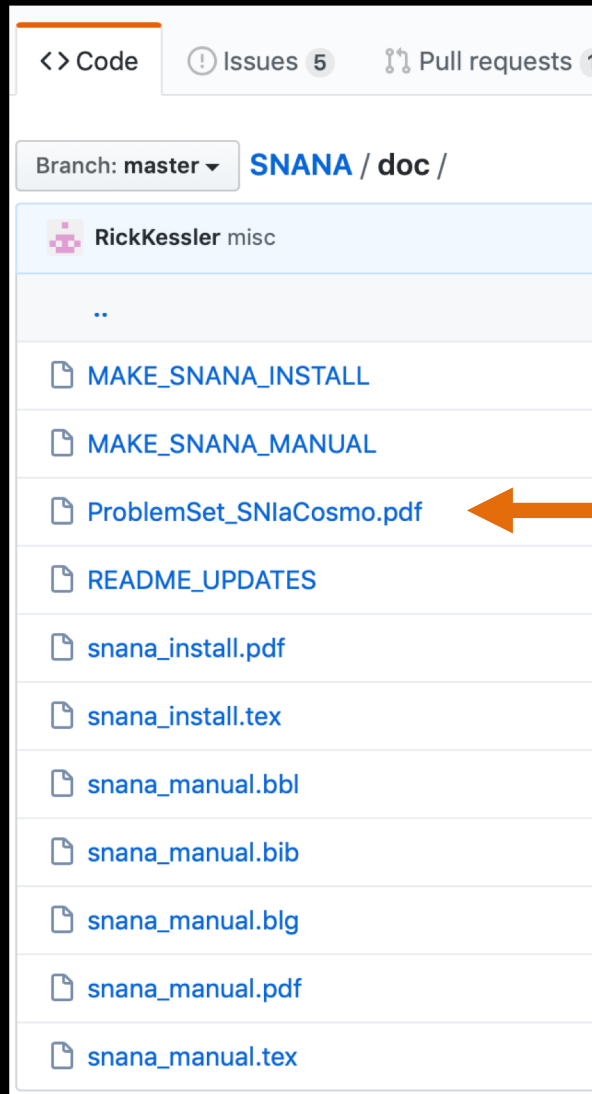 <> Code Issues 5 Pull requests 1
Branch: master SNANA / doc /
RickKessler misc
..
MAKE_SNANA_INSTALL
MAKE_SNANA_MANUAL
ProblemSet_SNIaCosmo.pdf
README_UPDATES
snana_install.pdf
snana_install.tex
snana_manual.bbl
snana_manual.bib
snana_manual.blg
snana_manual.pdf
snana_manual.tex